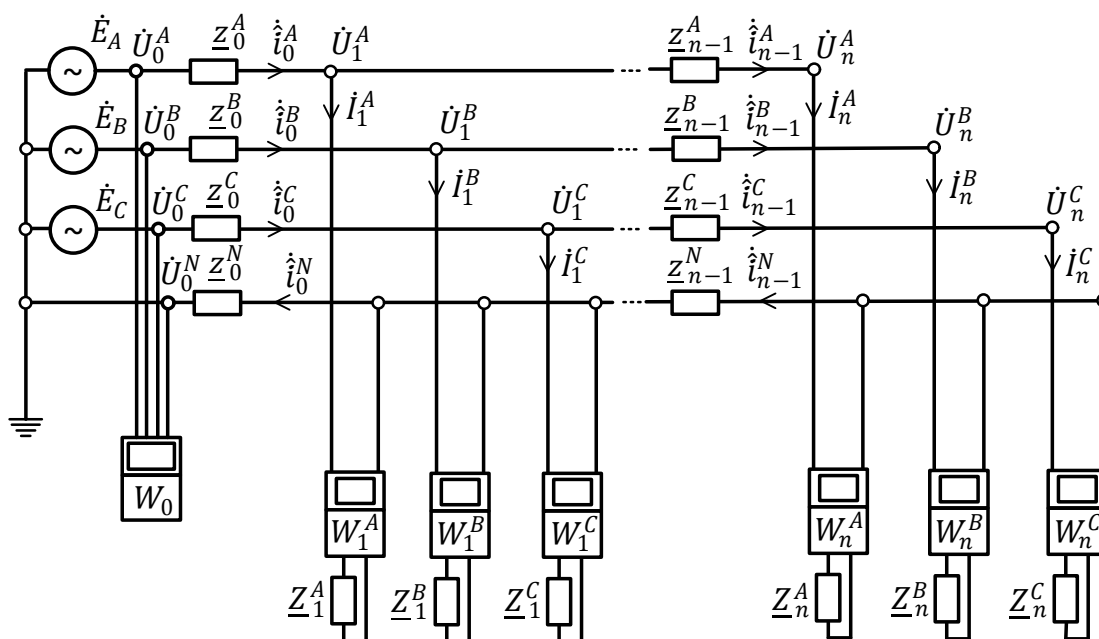 Ė_A U̇_0^A z_0^A i̇̂_0^A U̇_1^A z_{n-1}^A i̇̂_{n-1}^A U̇_n^A
~ İ_1^A İ_n^A
Ė_B U̇_0^B z_0^B i̇̂_0^B U̇_1^B z_{n-1}^B i̇̂_{n-1}^B U̇_n^B
~ İ_1^B İ_n^B
Ė_C U̇_0^C z_0^C i̇̂_0^C U̇_1^C z_{n-1}^C i̇̂_{n-1}^C U̇_n^C
~ İ_1^C İ_n^C
U̇_0^N z_0^N i̇̂_0^N z_{n-1}^N i̇̂_{n-1}^N
W_0
W_1^A W_1^B W_1^C W_n^A W_n^B W_n^C
Z_1^A Z_1^B Z_1^C Z_n^A Z_n^B Z_n^C